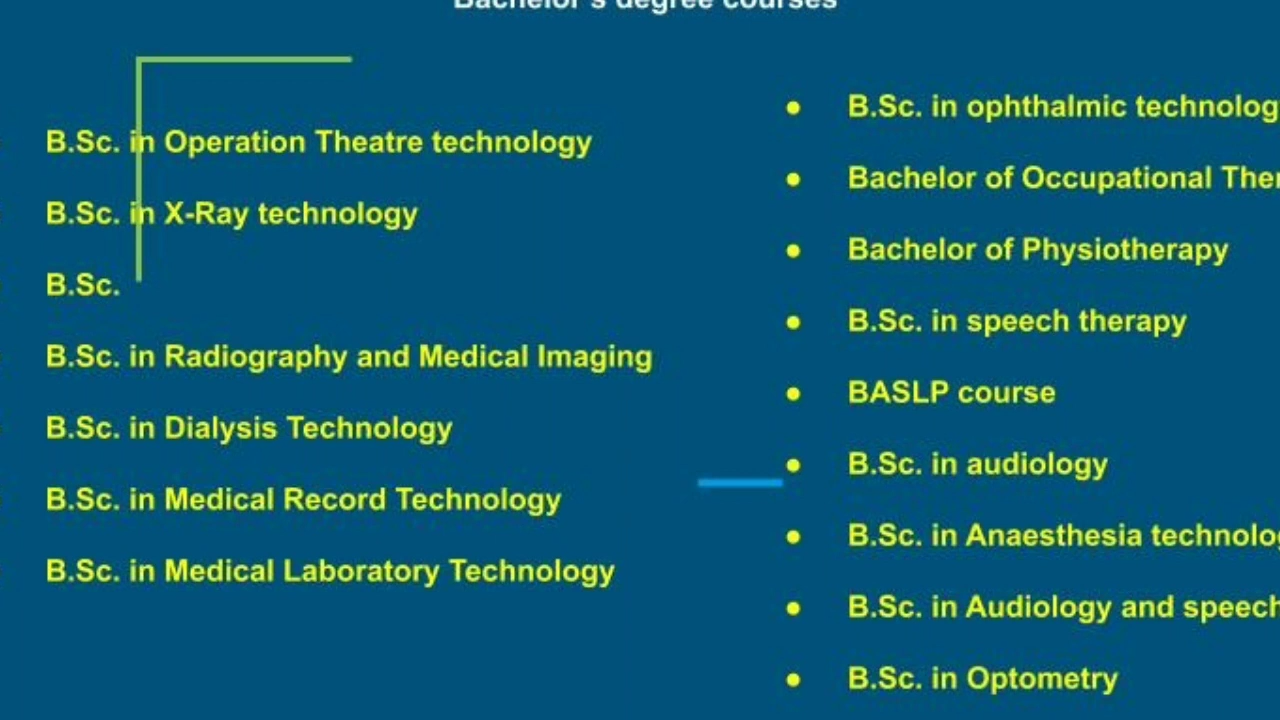 Bachelor's degree courses
B.Sc. in Operation Theatre technology
B.Sc. in X-Ray technology
B.Sc.
B.Sc. in Radiography and Medical Imaging
B.Sc. in Dialysis Technology
B.Sc. in Medical Record Technology
B.Sc. in Medical Laboratory Technology
● B.Sc. in ophthalmic technolog
● Bachelor of Occupational Ther
● Bachelor of Physiotherapy
● B.Sc. in speech therapy
● BASLP course
● B.Sc. in audiology
● B.Sc. in Anaesthesia technolo
● B.Sc. in Audiology and speech
● B.Sc. in Optometry